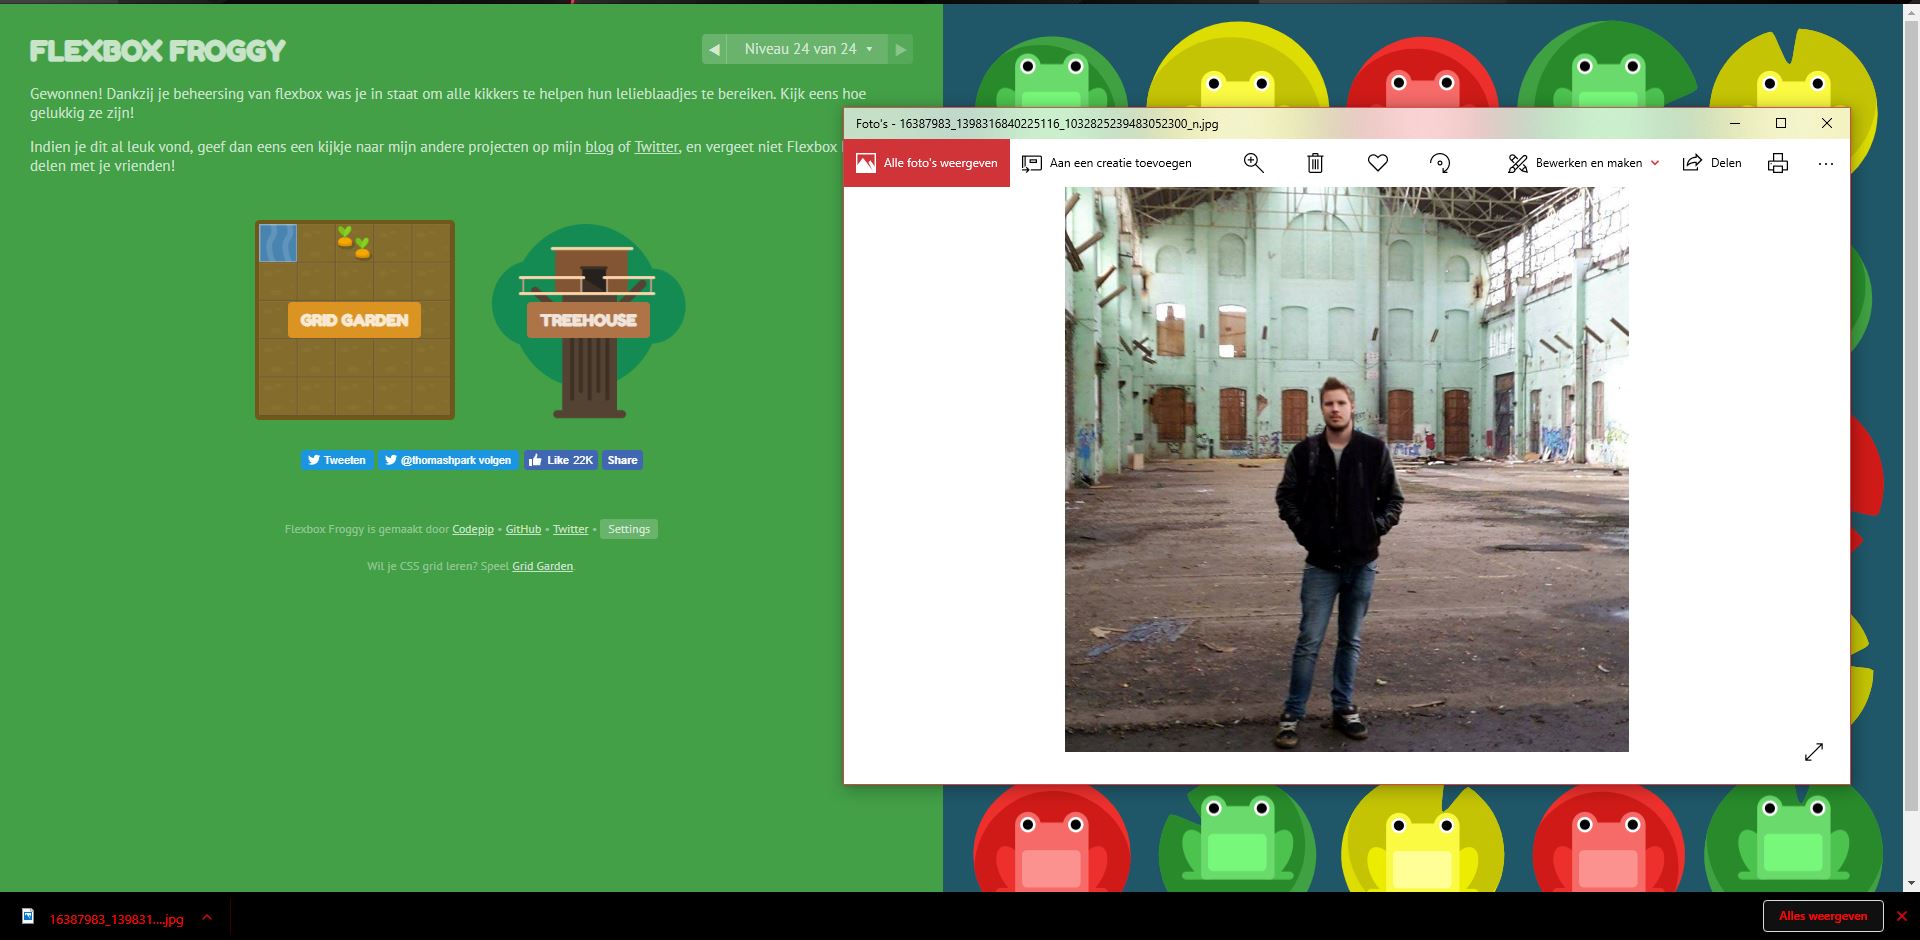 FLEXBOX FROGGY
Niveau 24 van 24
Gewonnen! Dankzij je beheersing van flexbox was je in staat om alle kikkers te helpen hun lelieblaadjes te bereiken. Kijk eens hoe
gelukkig ze zijn!
Indien je dit al leuk vond, geef dan eens een kijkje naar mijn andere projecten op mijn blog of Twitter, en vergeet niet Flexbox
delen met je vrienden!
GRID GARDEN
TREEHOUSE
Tweeten
@thomashpark volgen
Like 22K
Share
Flexbox Froggy is gemaakt door Codepip • GitHub • Twitter • Settings
Wil je CSS grid leren? Speel Grid Garden.
Foto's - 16387983_1398316840225116_1032825239483052300_n.jpg
Alle foto's weergeven
Aan een creatie toevoegen
Bewerken en maken
Delen
16387983_139831....jpg
Alles weergeven